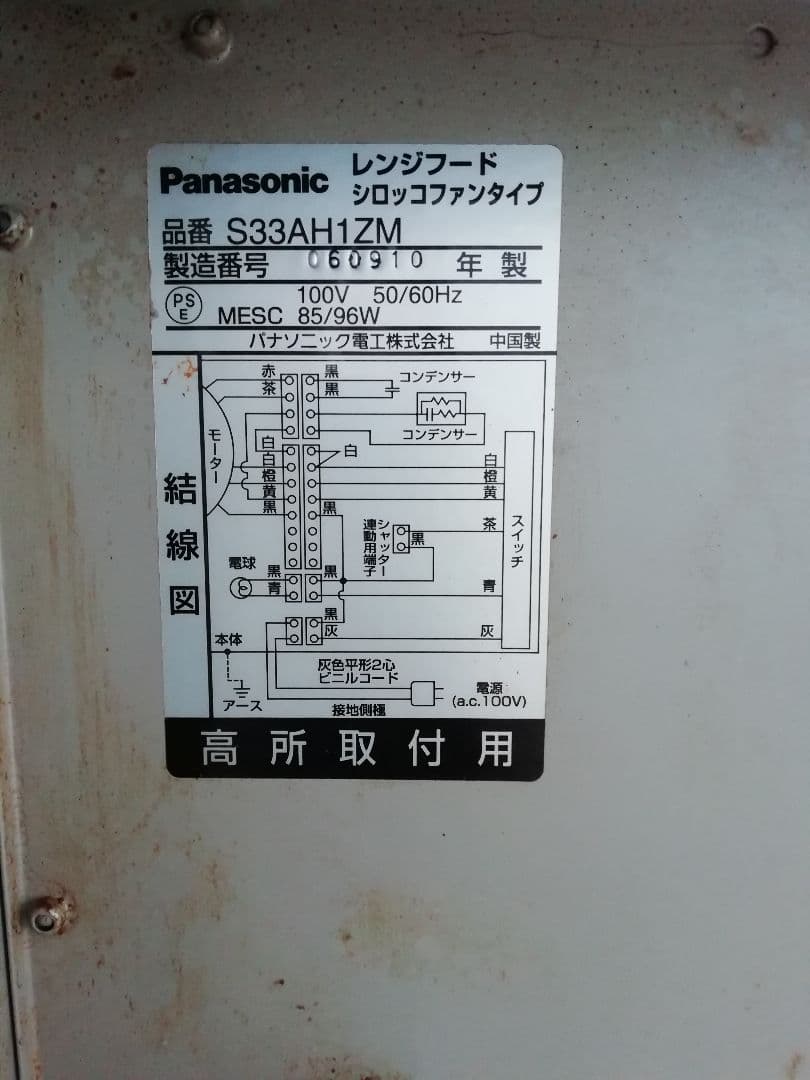 Panasonic レンジフード
シロッコファンタイプ
品番 S33AH1ZM
製造番号 060910 年製
PS
E
100V 50/60Hz
MESC 85/96W
パナソニック電工株式会社 中国製
結線図
赤 黒 コンデンサー
茶 黒
モーター
コンデンサー
白
白 白 白
橙 橙
黄 黄
黒 黒
シャッター
連動用端子
黒 茶
スイッチ
電球
黒 黒
青 青
黒
灰 灰
本体
アース
灰色平形2心
ビニルコード
接地側極
電源
(a.c.100V)
高所取付用